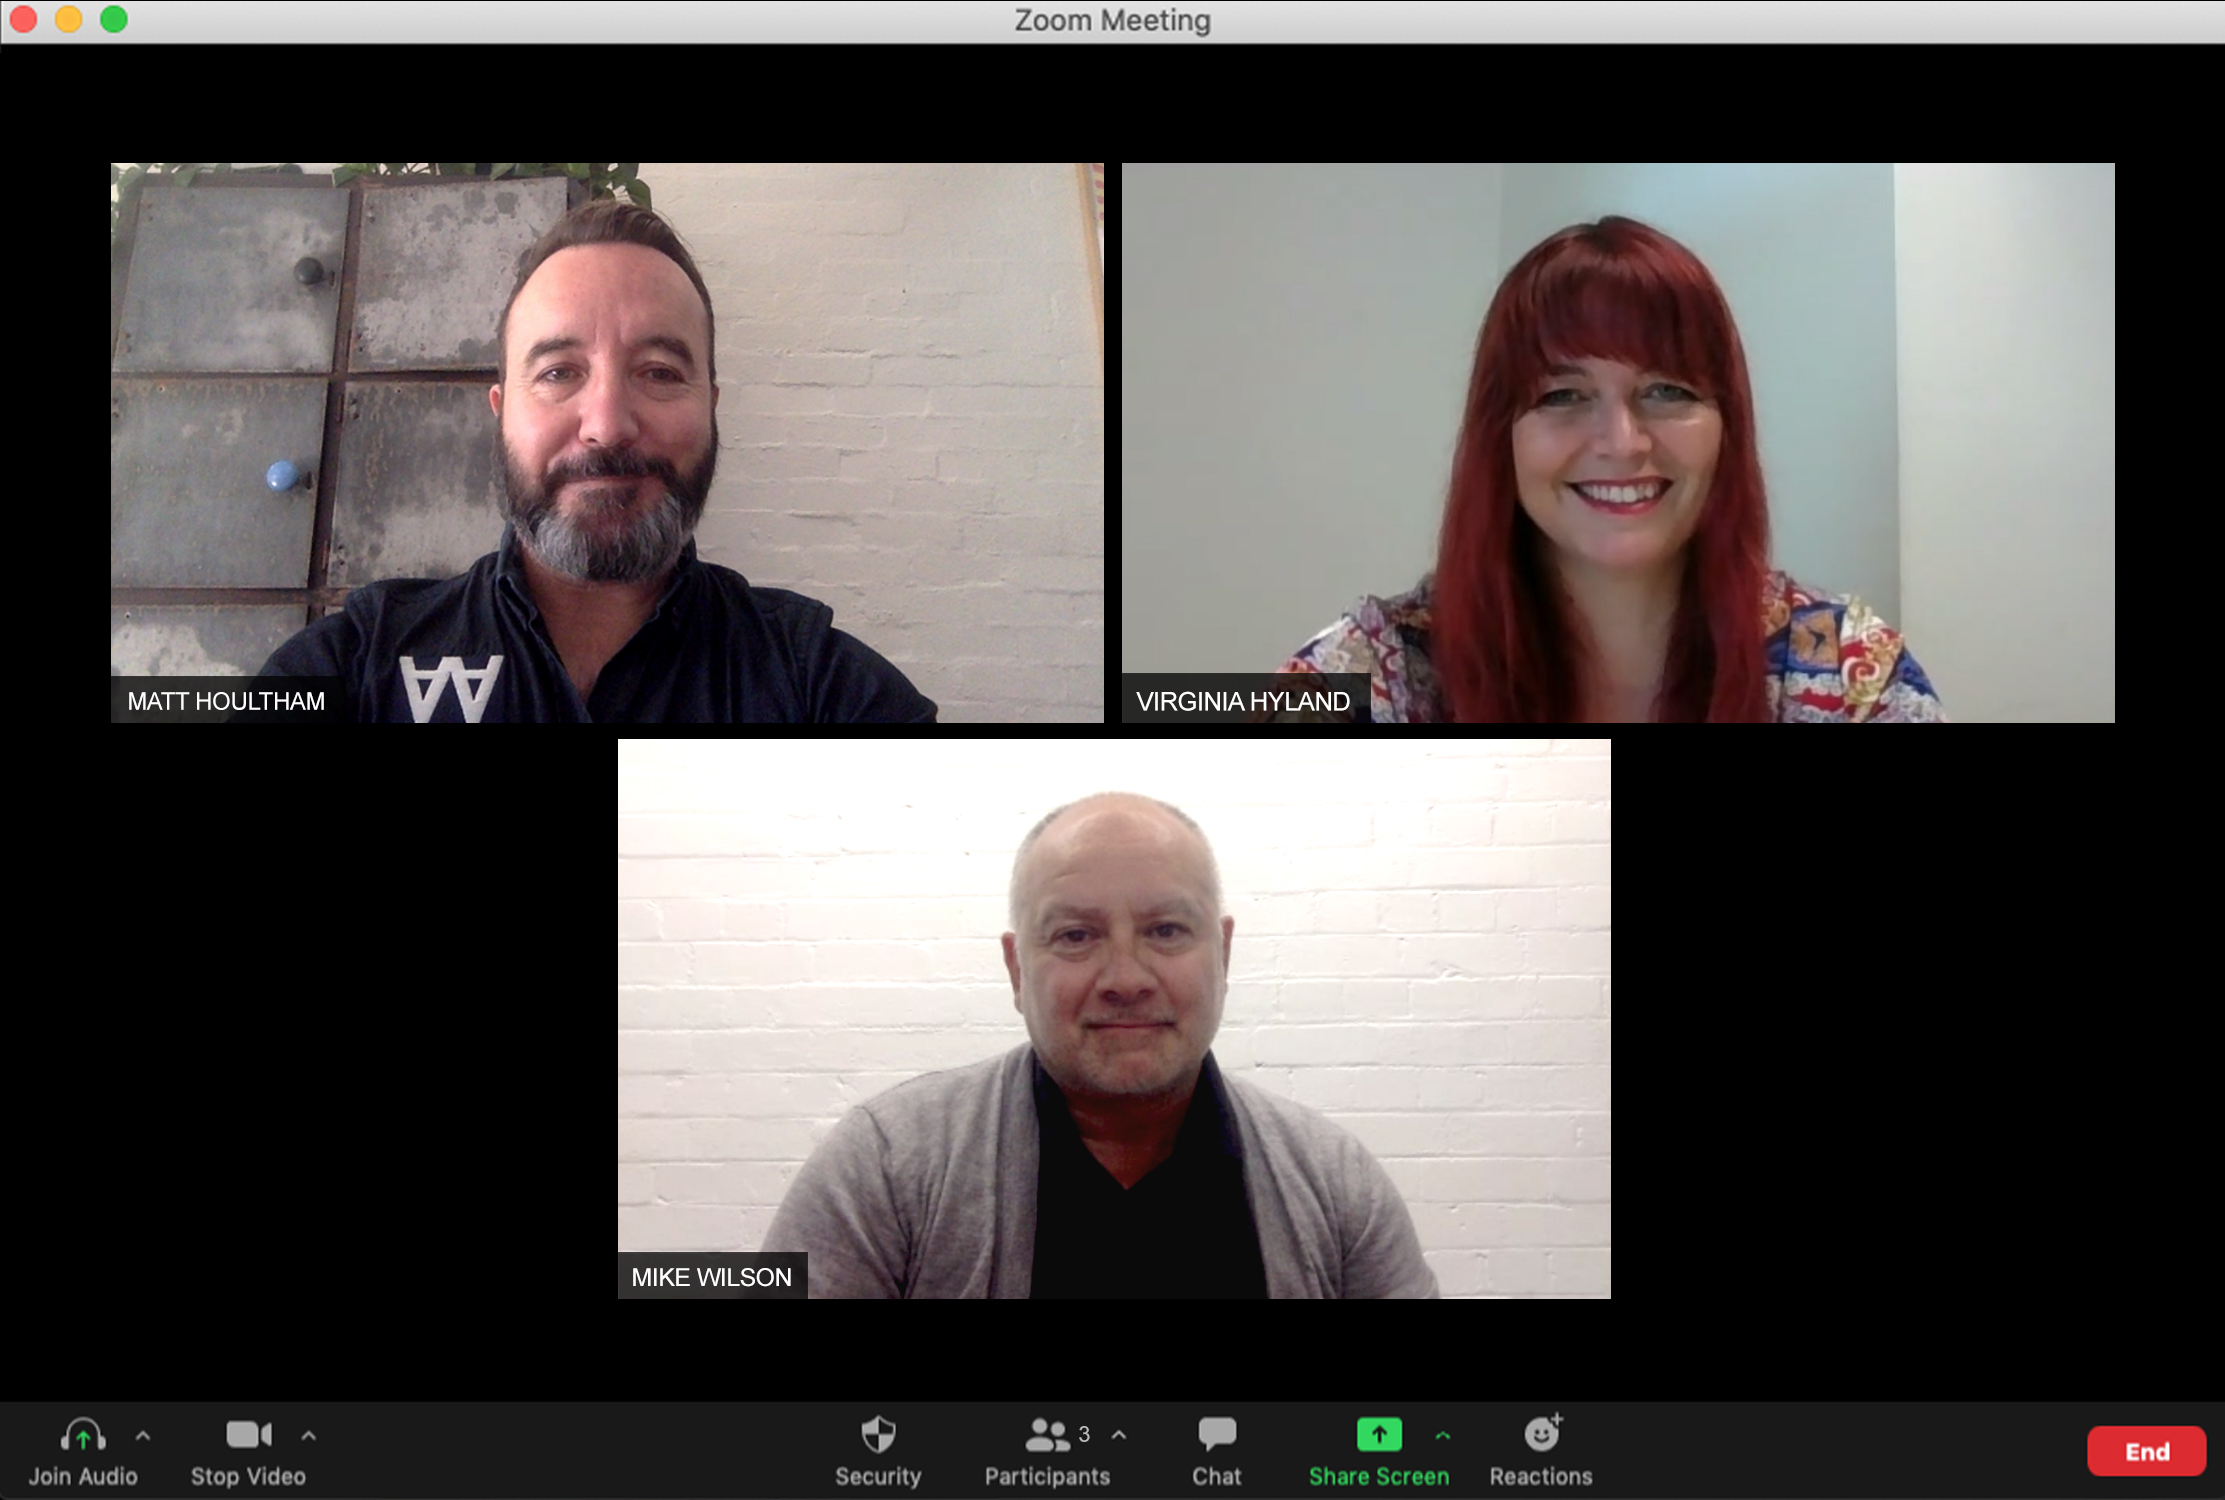 Zoom Meeting
MATT HOULTHAM
VIRGINIA HYLAND
MIKE WILSON
Join Audio
Stop Video
Security
3
Participants
Chat
Share Screen
Reactions
End